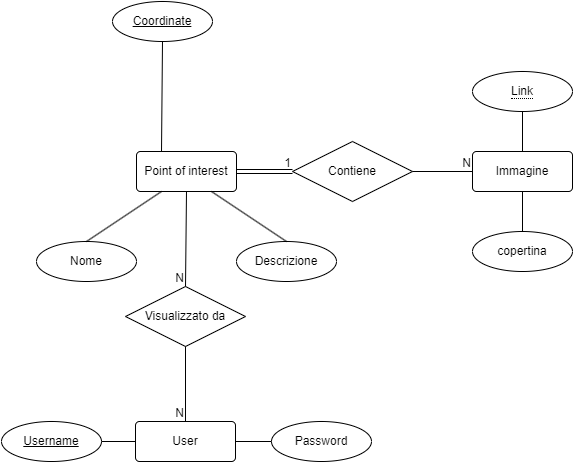 Coordinate
Link
Point of interest
1
Contiene
N
Immagine
Nome
Descrizione
copertina
N
Visualizzato da
N
Username
User
Password